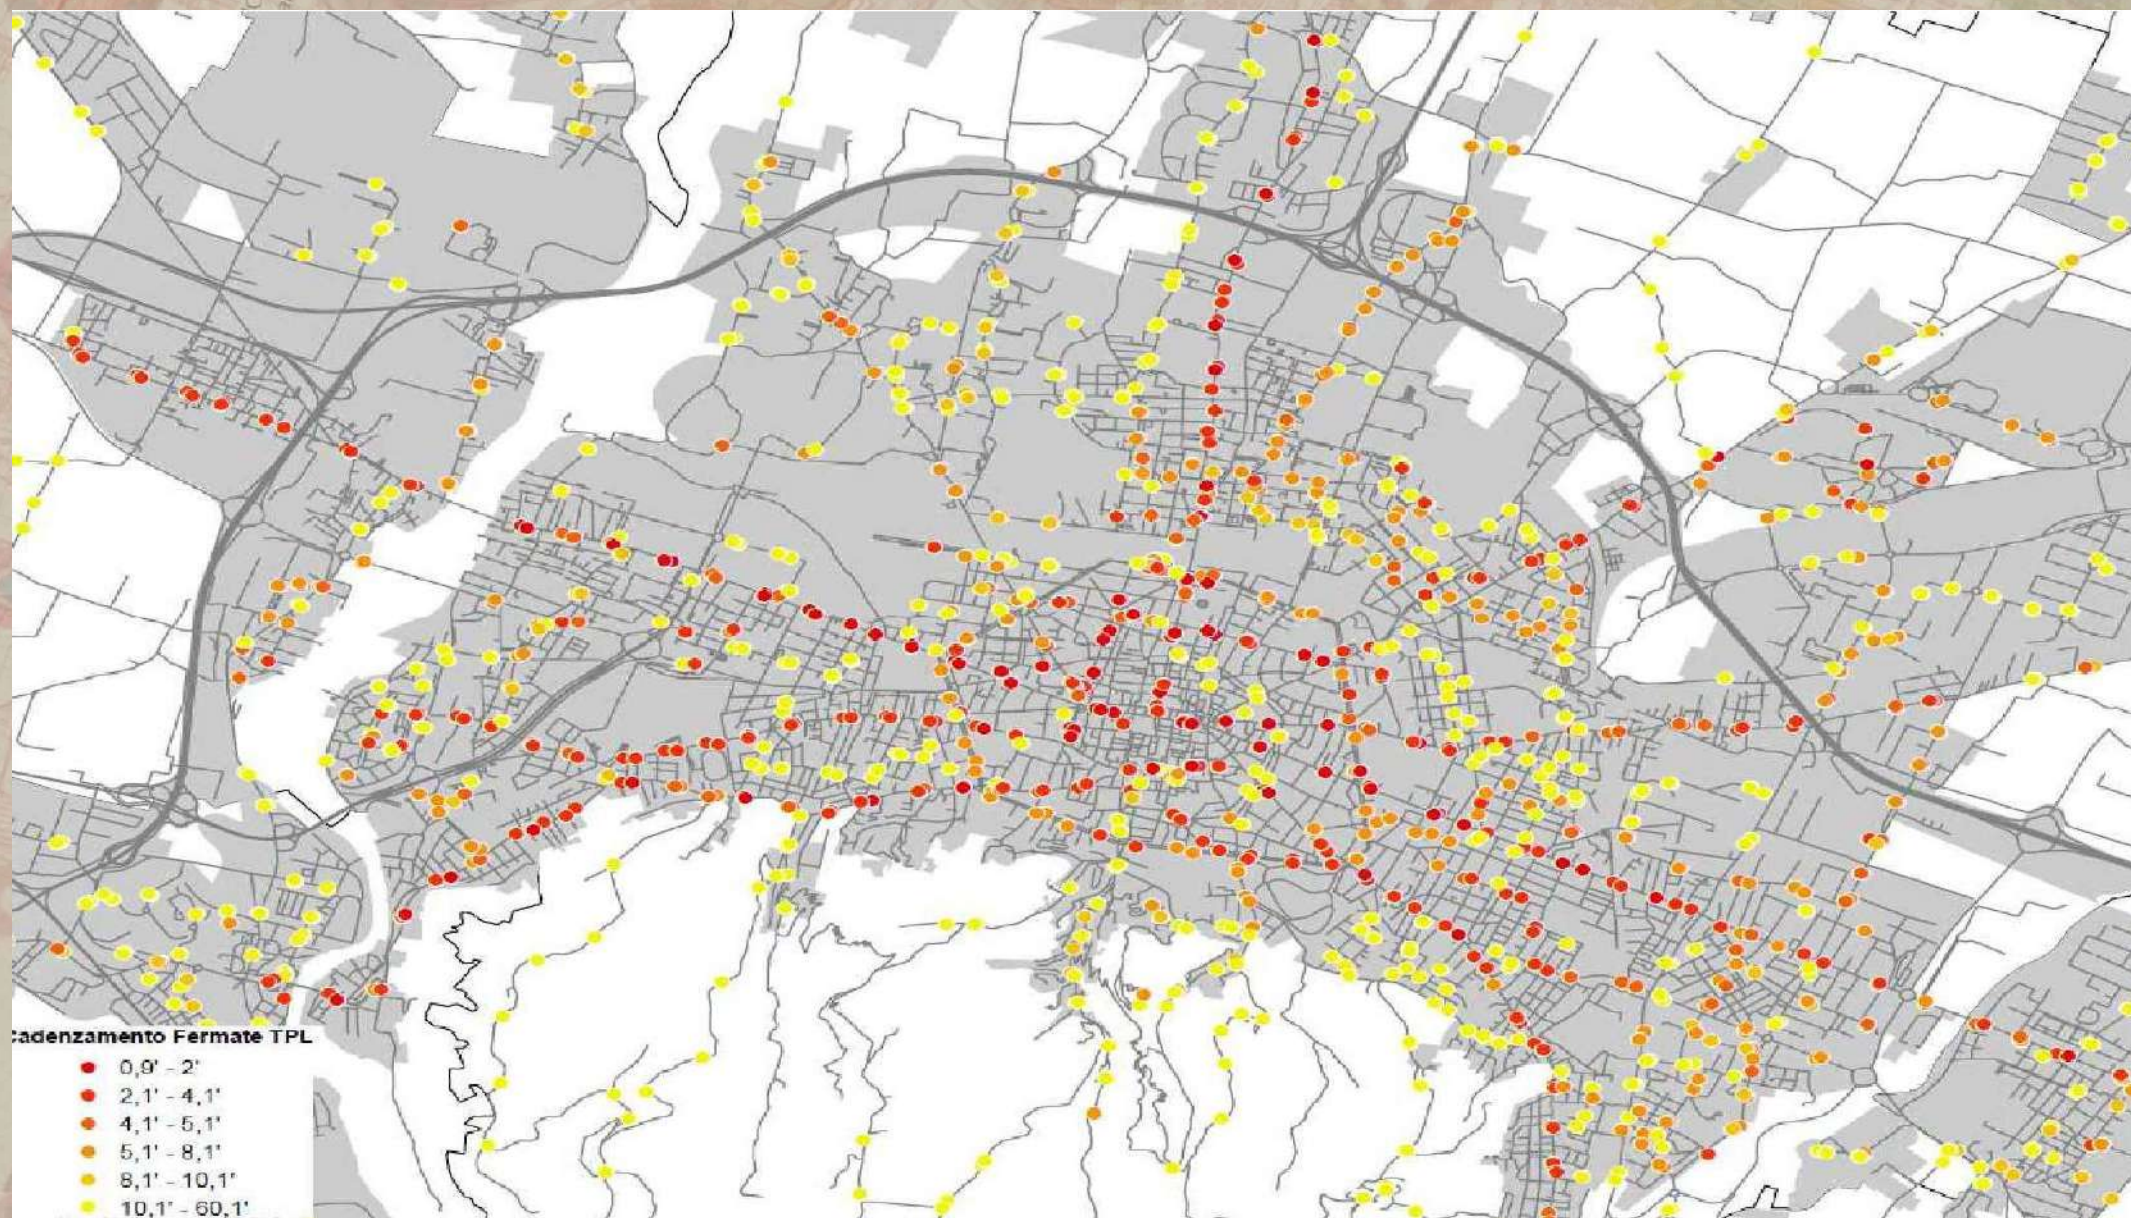 Cadenzamento Fermate TPL
0,9' - 2'
2,1' - 4,1'
4,1' - 5,1'
5,1' - 8,1'
8,1' - 10,1'
10,1' - 60,1'